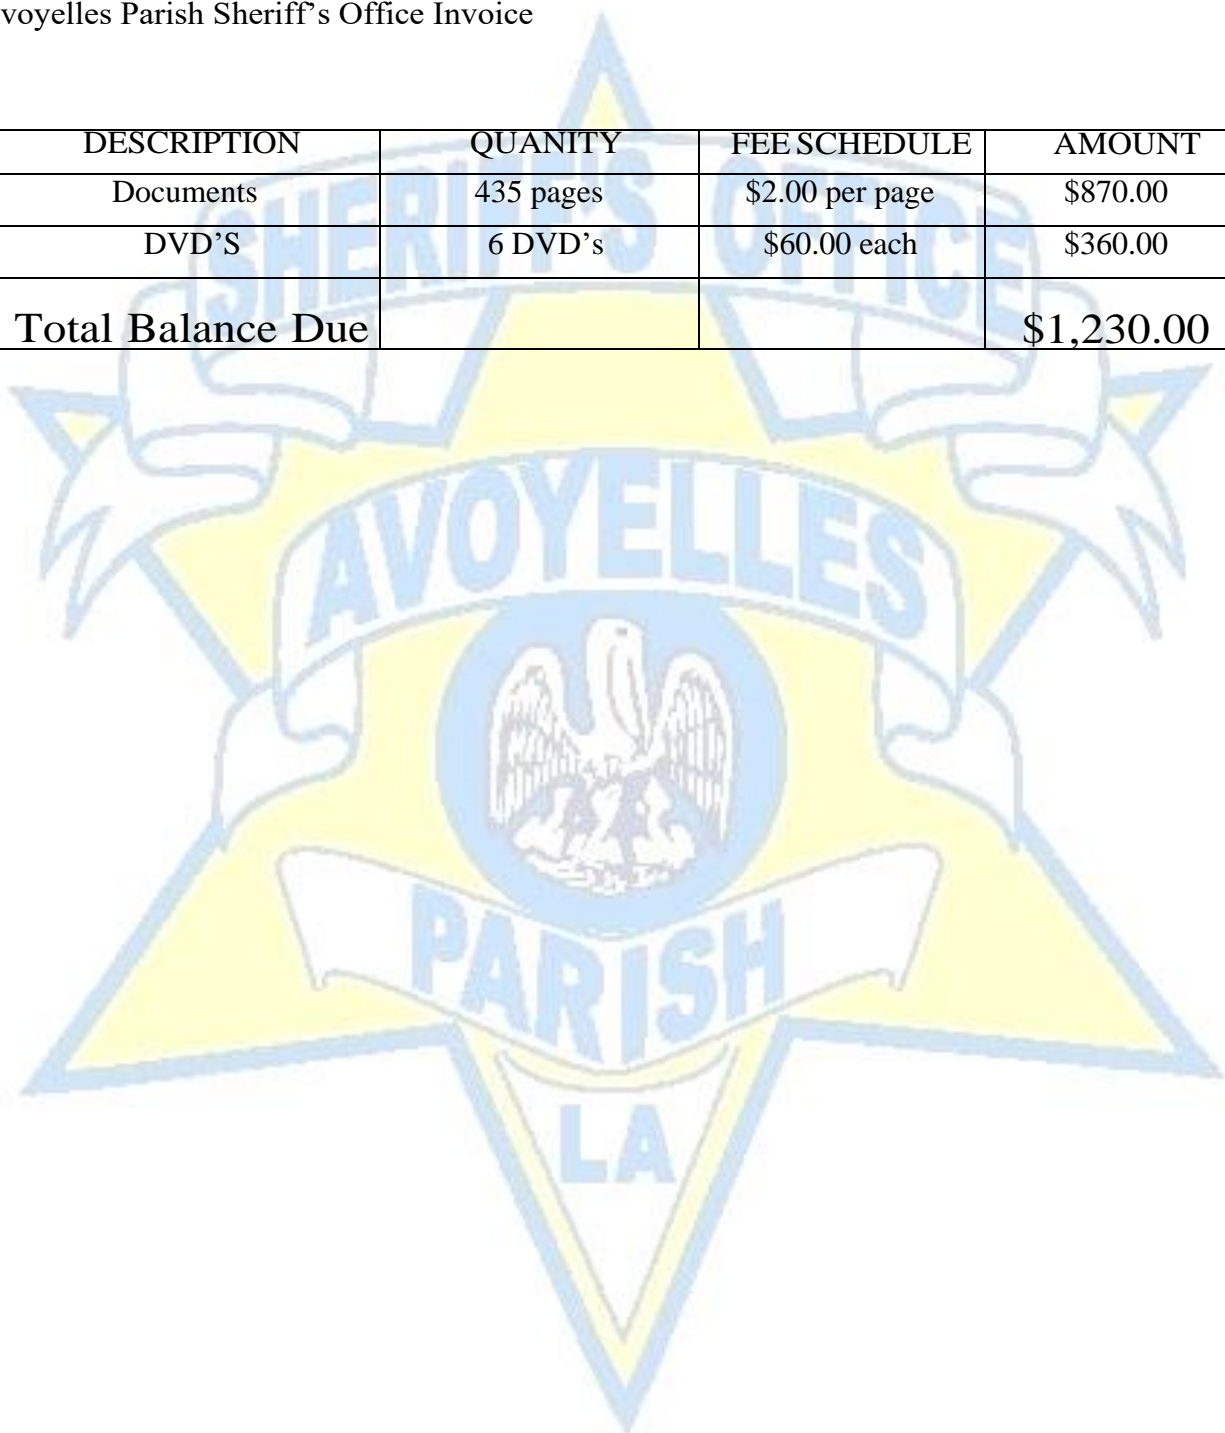 voyelles Parish Sheriff’s Office Invoice
DESCRIPTION QUANITY FEE SCHEDULE AMOUNT
Documents 435 pages $2.00 per page $870.00
DVD’S 6 DVD’s $60.00 each $360.00
Total Balance Due $1,230.00
SHERIFF'S OFFICE
AVOYELLES
PARISH
LA